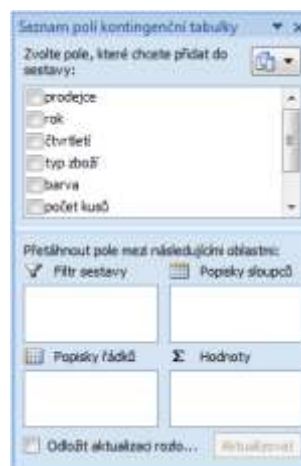 Seznam polí kontingenční tabulky
Zvolte pole, které chcete přidat do
sestavy:
prodejce
rok
čtvrtletí
typ zboží
barva
počet kusů
Přetáhnout pole mezi následujícími oblastmi:
Filtr sestavy
Popisky sloupců
Popisky řádků
Σ Hodnoty
Odložit aktualizaci rozlo...
Aktualizovat